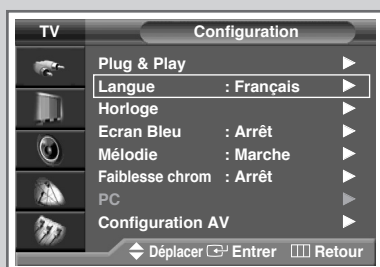 TV Configuration
Plug & Play
Langue : Français
Horloge
Ecran Bleu : Arrêt
Mélodie : Marche
Faiblesse chrom : Arrêt
PC
Configuration AV
Déplacer Entrer Retour